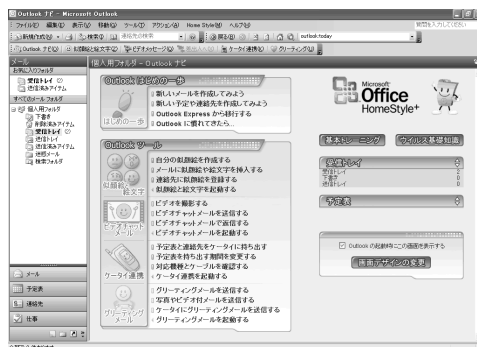 Outlook ナビ - Microsoft Outlook
ファイル(F) 編集(E) 表示(V) 移動(G) ツール(T) アクション(A) Home Style(W) ヘルプ(H)
質問を入力してください
新規作成(N) 検索(I) 連絡先の検索 戻る(B) outlook:today
Outlook ナビ(O) 似顔絵と絵文字(C) ビデオメッセージ(V) ケータイ連携(K) グリーティング(U)
メール
個人用フォルダ - Outlook ナビ
お気に入りフォルダ
受信トレイ (2)
送信済みアイテム
すべてのメール フォルダ
個人用フォルダ
下書き
削除済みアイテム
受信トレイ (2)
送信トレイ
送信済みアイテム
迷惑メール
検索フォルダ
メール
予定表
連絡先
仕事
Outlook はじめの一歩
はじめの一歩
新しいメールを作成してみよう
新しい予定や連絡先を作成してみよう
Outlook Express から移行する
Outlook に慣れてきたら...
Outlook ツール
似顔絵
絵文字
自分の似顔絵を作成する
メールに似顔絵や絵文字を挿入する
連絡先に似顔絵を登録する
似顔絵と絵文字を起動する
ビデオチャット
メール
ビデオを撮影する
ビデオチャットメールを送信する
ビデオチャットメールで返信する
ビデオチャットメールを起動する
ケータイ連携
予定表と連絡先をケータイに持ち出す
予定表を持ち出す期間を変更する
対応機種とケーブルを確認する
ケータイ連携を起動する
グリーティング
メール
グリーティングメールを送信する
写真やビデオ付メールを送信する
ケータイにグリーティングメールを送信する
グリーティングメールを起動する
Microsoft
Office
HomeStyle+
基本トレーニング
ウイルス基礎知識
受信トレイ
受信トレイ 2
下書き 0
送信トレイ 0
予定表
Outlook の起動時にこの画面を表示する
画面デザインの変更